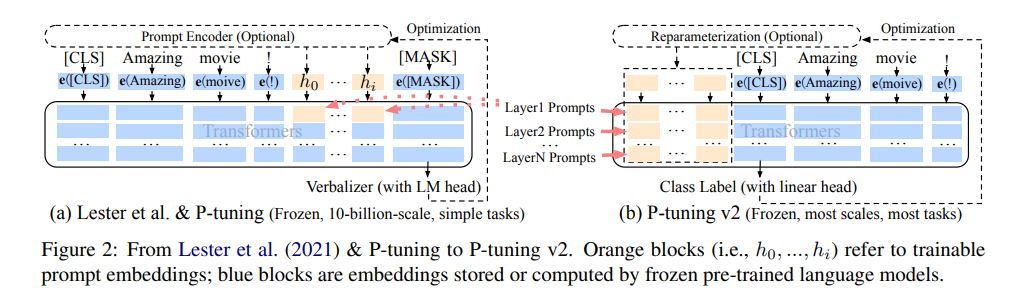 Prompt Encoder (Optional)
Optimization
[CLS] Amazing movie ! [MASK]
e([CLS]) e(Amazing) e(moive) e(!) h0 ... hi e([MASK])
Transformers
... ... ... ... ... ...
Verbalizer (with LM head)
(a) Lester et al. & P-tuning (Frozen, 10-billion-scale, simple tasks)
Layer1 Prompts
Layer2 Prompts
...
LayerN Prompts
Reparameterization (Optional)
Optimization
[CLS] Amazing movie !
... e([CLS]) e(Amazing) e(moive) e(!)
Transformers
... ... ... ... ...
Class Label (with linear head)
(b) P-tuning v2 (Frozen, most scales, most tasks)
Figure 2: From Lester et al. (2021) & P-tuning to P-tuning v2. Orange blocks (i.e., h0, ..., hi) refer to trainable
prompt embeddings; blue blocks are embeddings stored or computed by frozen pre-trained language models.